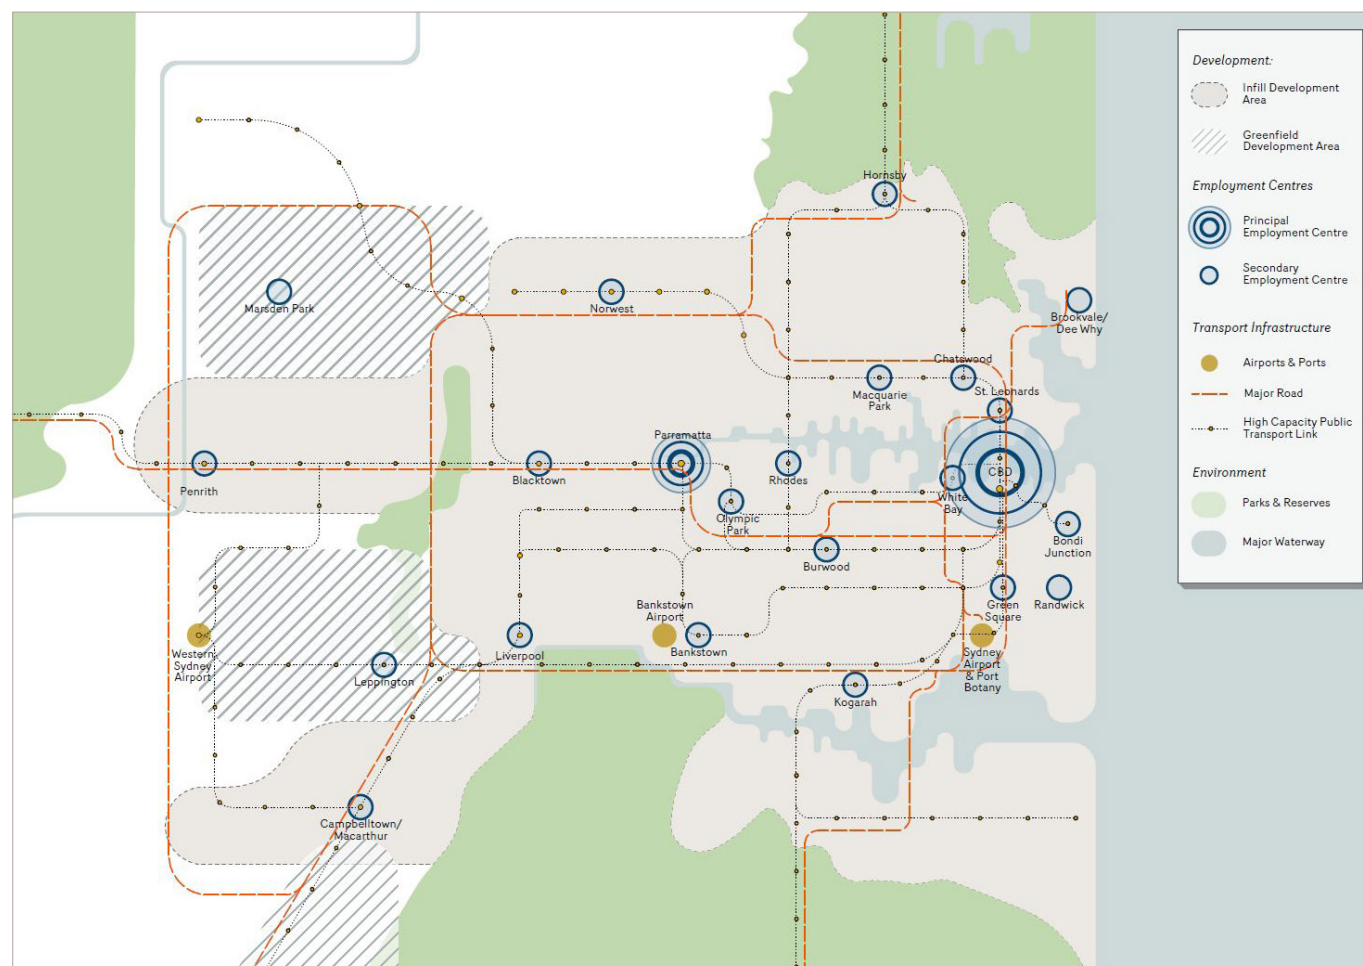 Hornsby
Marsden Park
Norwest
Brookvale/
Dee Why
Chatswood
Macquarie
Park
St. Leonards
Parramatta
Penrith
Blacktown
Rhodes
CBD
White
Bay
Olympic
Park
Bondi
Junction
Burwood
Bankstown
Airport
Green
Square
Randwick
Western
Sydney
Airport
Leppington
Liverpool
Bankstown
Sydney
Airport
& Port
Botany
Kogarah
Campbelltown/
Macarthur
Development:
Infill Development
Area
Greenfield
Development Area
Employment Centres
Principal
Employment Centre
Secondary
Employment Centre
Transport Infrastructure
Airports & Ports
Major Road
High Capacity Public
Transport Link
Environment
Parks & Reserves
Major Waterway